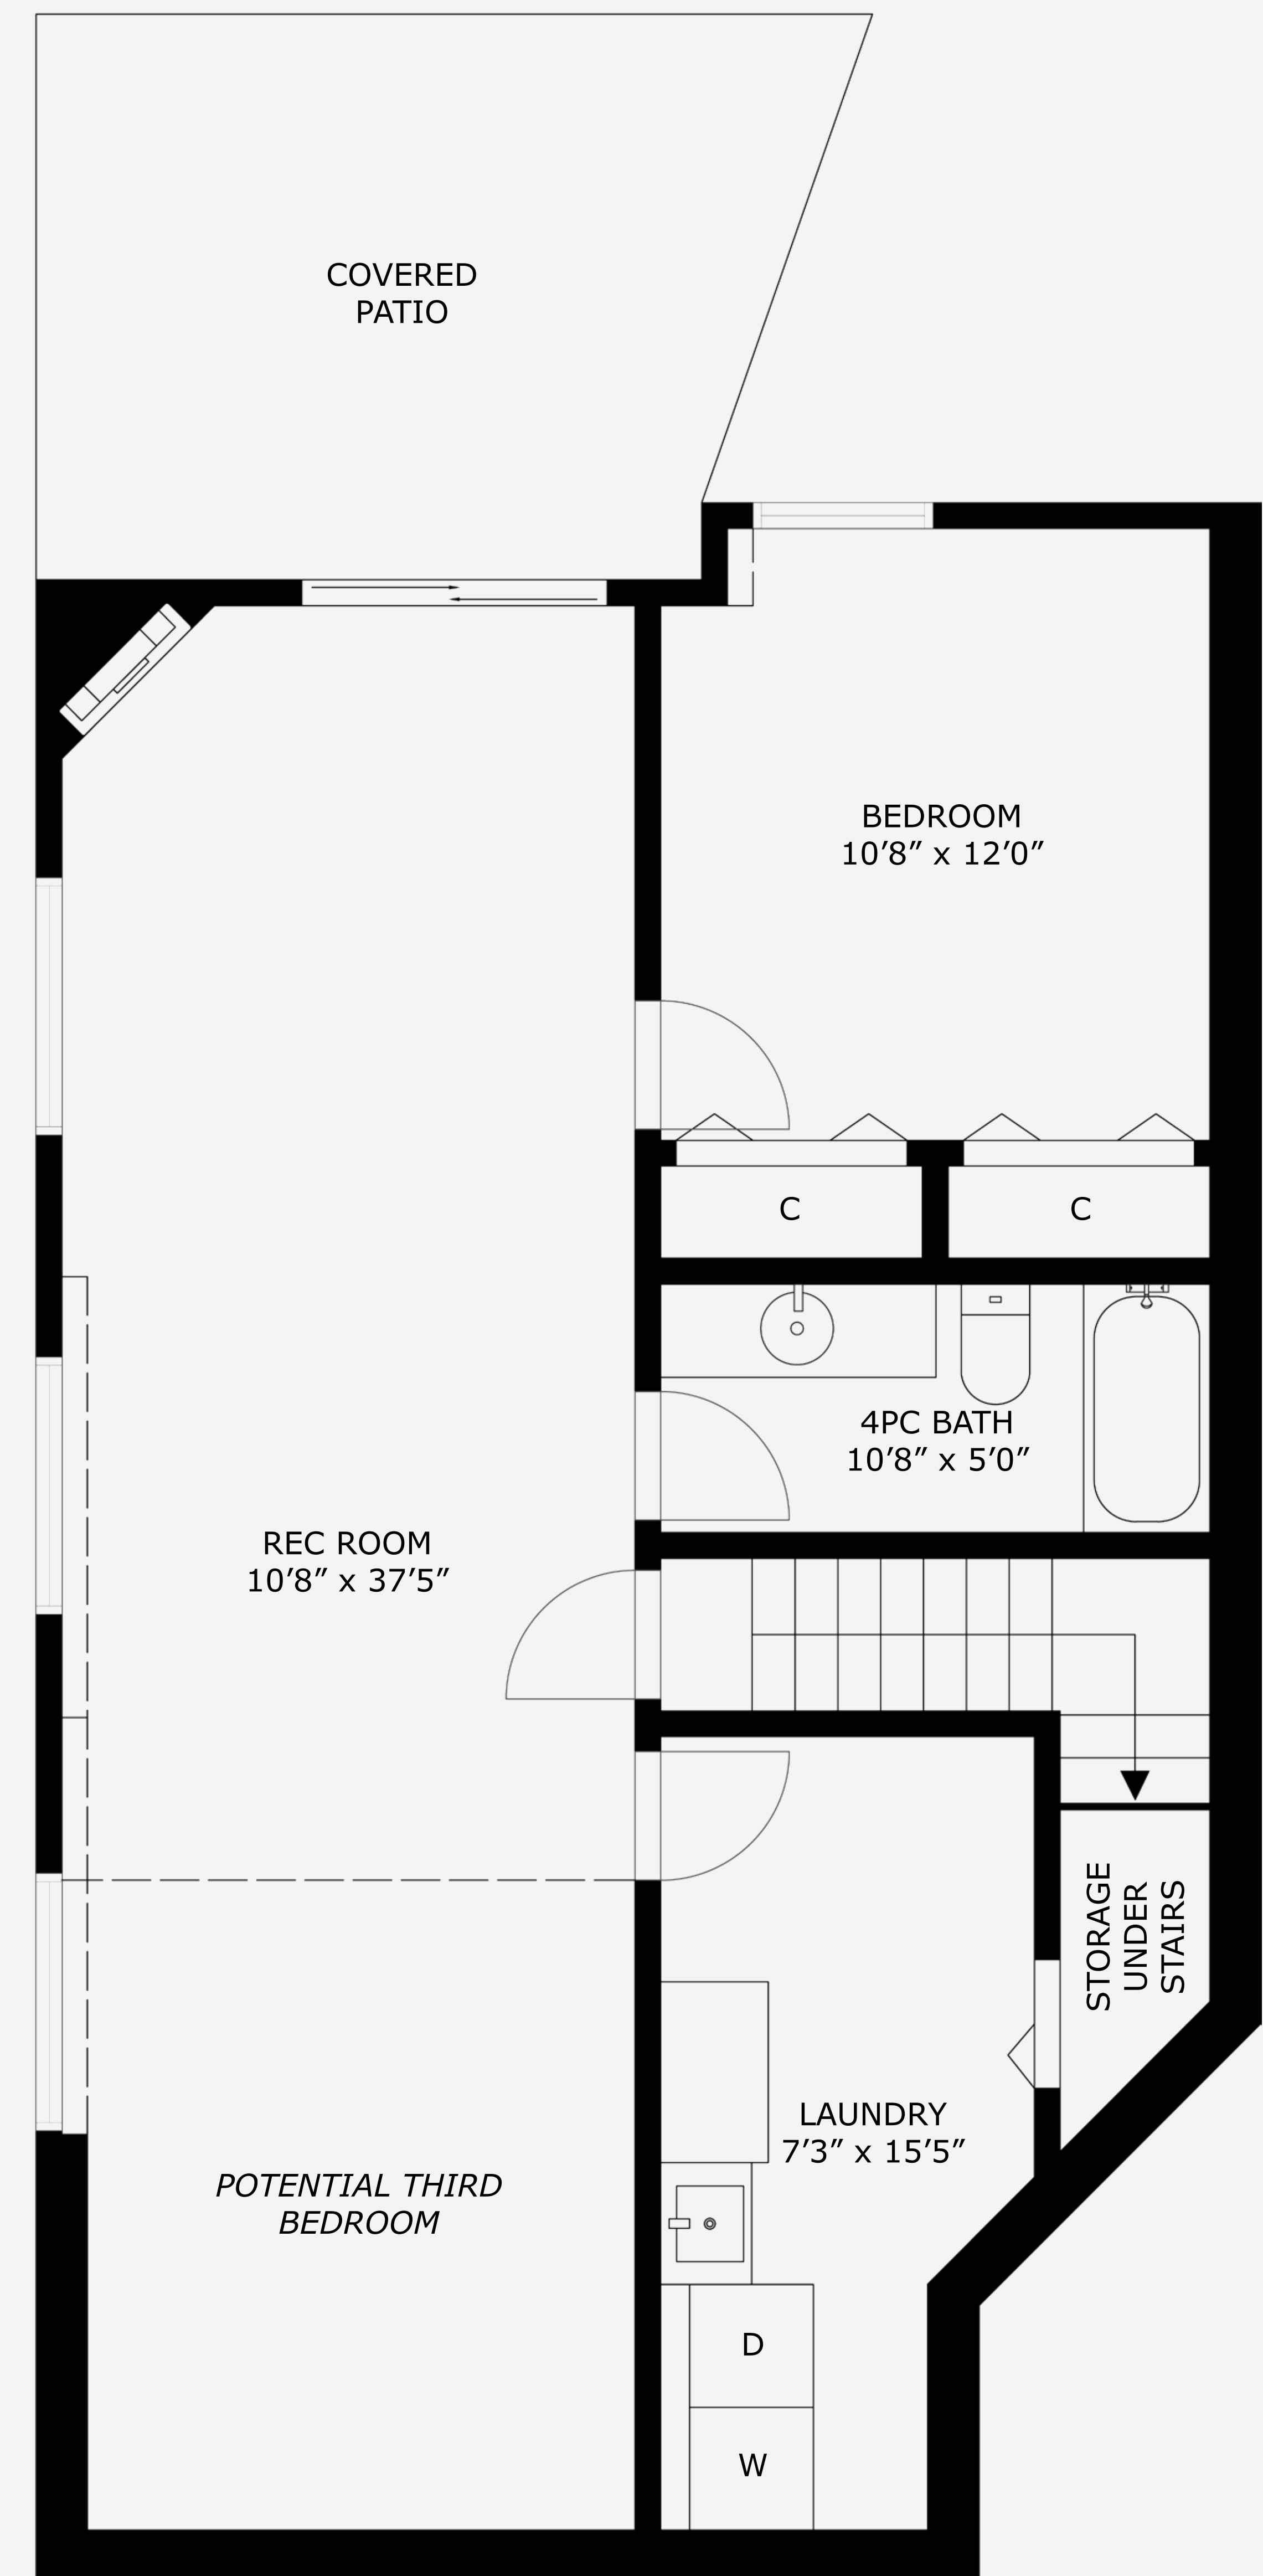 COVERED
PATIO
BEDROOM
10’8” x 12’0”
C
C
4PC BATH
10’8” x 5’0”
REC ROOM
10’8” x 37’5”
STORAGE
UNDER
STAIRS
LAUNDRY
7’3” x 15’5”
POTENTIAL THIRD
BEDROOM
D
W